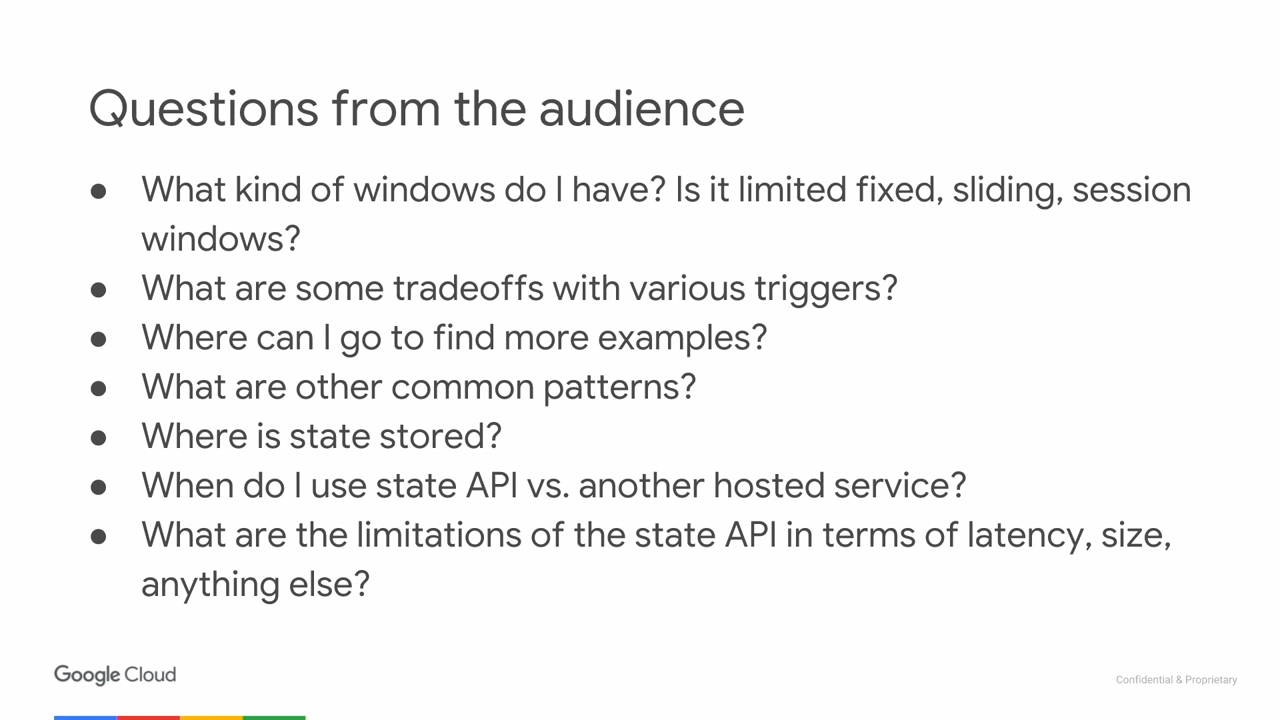 Questions from the audience
● What kind of windows do I have? Is it limited fixed, sliding, session
windows?
● What are some tradeoffs with various triggers?
● Where can I go to find more examples?
● What are other common patterns?
● Where is state stored?
● When do I use state API vs. another hosted service?
● What are the limitations of the state API in terms of latency, size,
anything else?
Google Cloud
Confidential & Proprietary